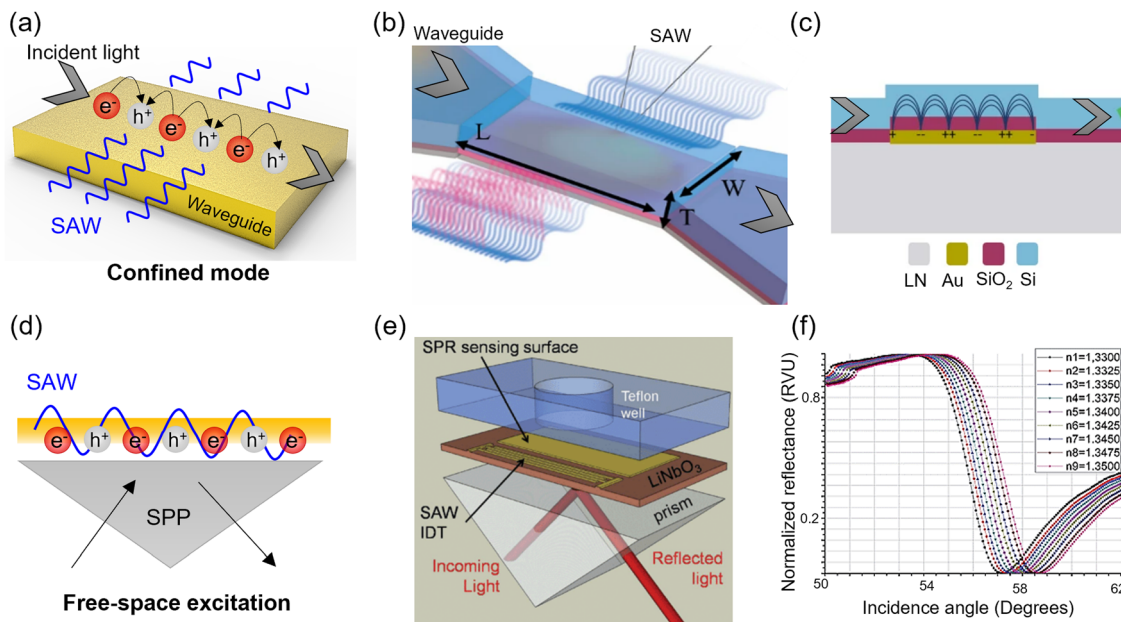 (a)
Incident light
e⁻
h⁺
e⁻
h⁺
e⁻
h⁺
SAW
Waveguide
Confined mode
(b)
Waveguide
SAW
L
W
T
(c)
+ -- ++ -- ++ -
LN Au SiO₂ Si
(d)
SAW
e⁻ h⁺ e⁻ h⁺ e⁻ h⁺ e⁻
SPP
Free-space excitation
(e)
SPR sensing surface
Teflon
well
LiNbO₃
SAW
IDT
prism
Incoming
Light
Reflected
light
(f)
Normalized reflectance (RVU)
0.8
0.2
n1=1,3300
n2=1.3325
n3=1.3350
n4=1.3375
n5=1.3400
n6=1.3425
n7=1.3450
n8=1.3475
n9=1.3500
50 54 58 62
Incidence angle (Degrees)